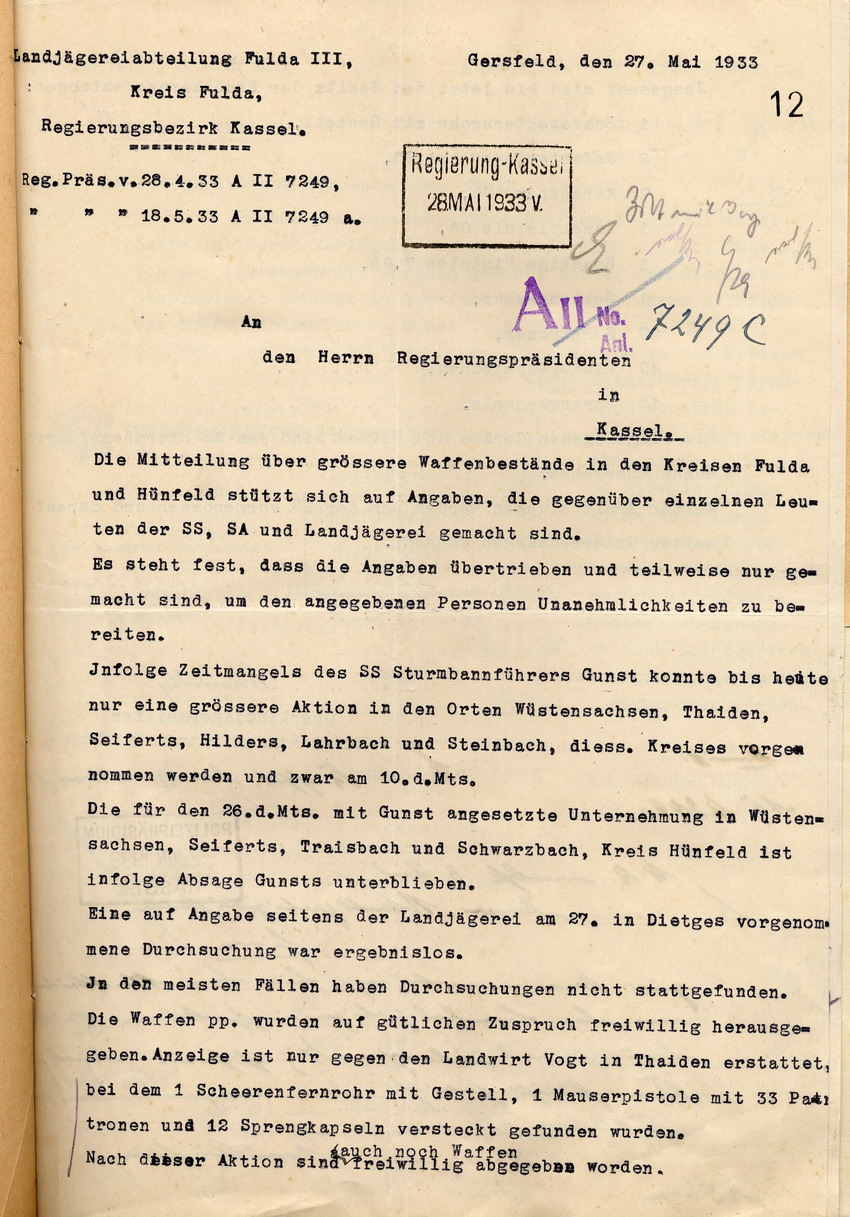 Landjägereiabteilung Fulda III,
Gersfeld, den 27. Mai 1933
Kreis Fulda,
12
Regierungsbezirk Kassel.
Reg.Präs.v.28.4.33 A II 7249,
" " " 18.5.33 A II 7249 a.
Regierung-Kassel
28.MAI 1933 V.
AII No. 7249 C
Anl.
An
den Herrn Regierungspräsidenten
in
Kassel.
Die Mitteilung über grössere Waffenbestände in den Kreisen Fulda
und Hünfeld stützt sich auf Angaben, die gegenüber einzelnen Leu-
ten der SS, SA und Landjägerei gemacht sind.
Es steht fest, dass die Angaben übertrieben und teilweise nur ge-
macht sind, um den angegebenen Personen Unanehmlichkeiten zu be-
reiten.
Jnfolge Zeitmangels des SS Sturmbannführers Gunst konnte bis heute
nur eine grössere Aktion in den Orten Wüstensachsen, Thaiden,
Seiferts, Hilders, Lahrbach und Steinbach, diess. Kreises vorge-
nommen werden und zwar am 10.d.Mts.
Die für den 26.d.Mts. mit Gunst angesetzte Unternehmung in Wüsten-
sachsen, Seiferts, Traisbach und Schwarzbach, Kreis Hünfeld ist
infolge Absage Gunsts unterblieben.
Eine auf Angabe seitens der Landjägerei am 27. in Dietges vorgenom-
mene Durchsuchung war ergebnislos.
Jn den meisten Fällen haben Durchsuchungen nicht stattgefunden.
Die Waffen pp. wurden auf gütlichen Zuspruch freiwillig herausge-
geben.Anzeige ist nur gegen den Landwirt Vogt in Thaiden erstattet,
bei dem 1 Scheerenfernrohr mit Gestell, 1 Mauserpistole mit 33 Pat-
tronen und 12 Sprengkapseln versteckt gefunden wurden.
auch noch Waffen
Nach dieser Aktion sind freiwillig abgegeben worden.